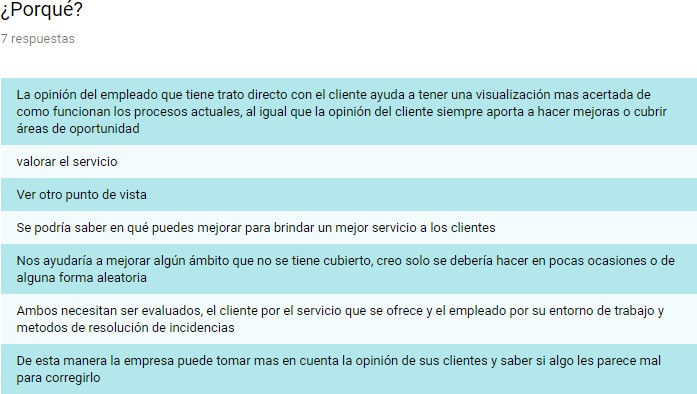 ¿Porqué?
7 respuestas
La opinión del empleado que tiene trato directo con el cliente ayuda a tener una visualización mas acertada de
como funcionan los procesos actuales, al igual que la opinión del cliente siempre aporta a hacer mejoras o cubrir
áreas de oportunidad
valorar el servicio
Ver otro punto de vista
Se podría saber en qué puedes mejorar para brindar un mejor servicio a los clientes
Nos ayudaría a mejorar algún ámbito que no se tiene cubierto, creo solo se debería hacer en pocas ocasiones o de
alguna forma aleatoria
Ambos necesitan ser evaluados, el cliente por el servicio que se ofrece y el empleado por su entorno de trabajo y
metodos de resolución de incidencias
De esta manera la empresa puede tomar mas en cuenta la opinión de sus clientes y saber si algo les parece mal
para corregirlo